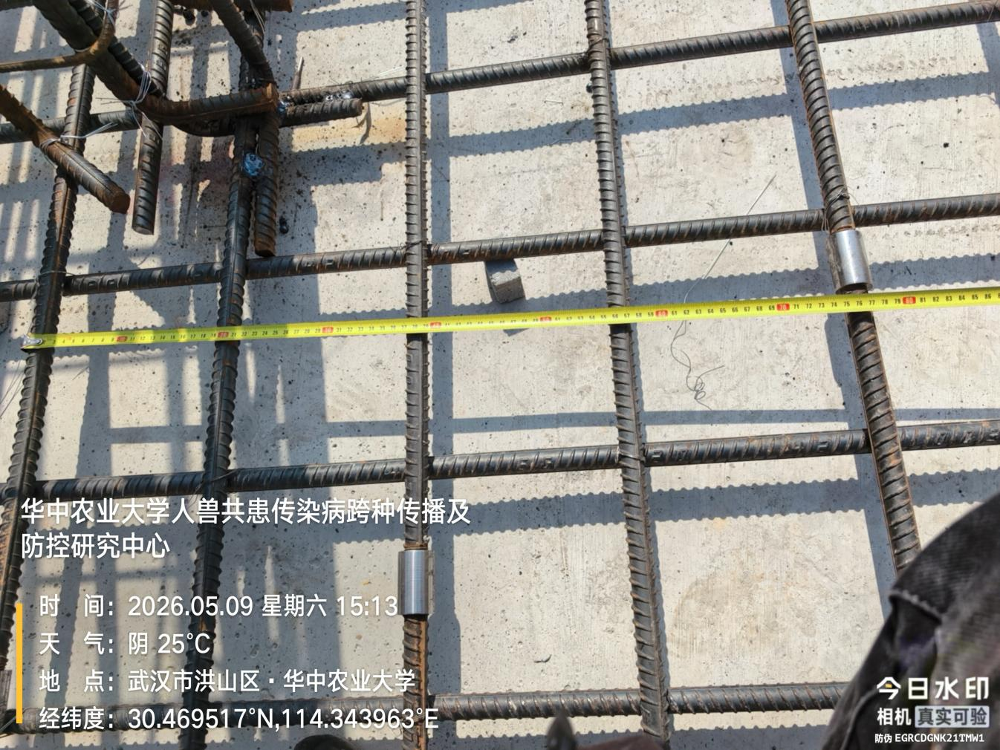 华中农业大学人兽共患传染病跨种传播及
防控研究中心
时 间：2026.05.09 星期六 15:13
天 气：阴 25℃
地 点：武汉市洪山区·华中农业大学
经纬度：30.469517°N,114.343963°E
今日水印
相机 真实可验
防伪 EGRCDGNK21TMW1